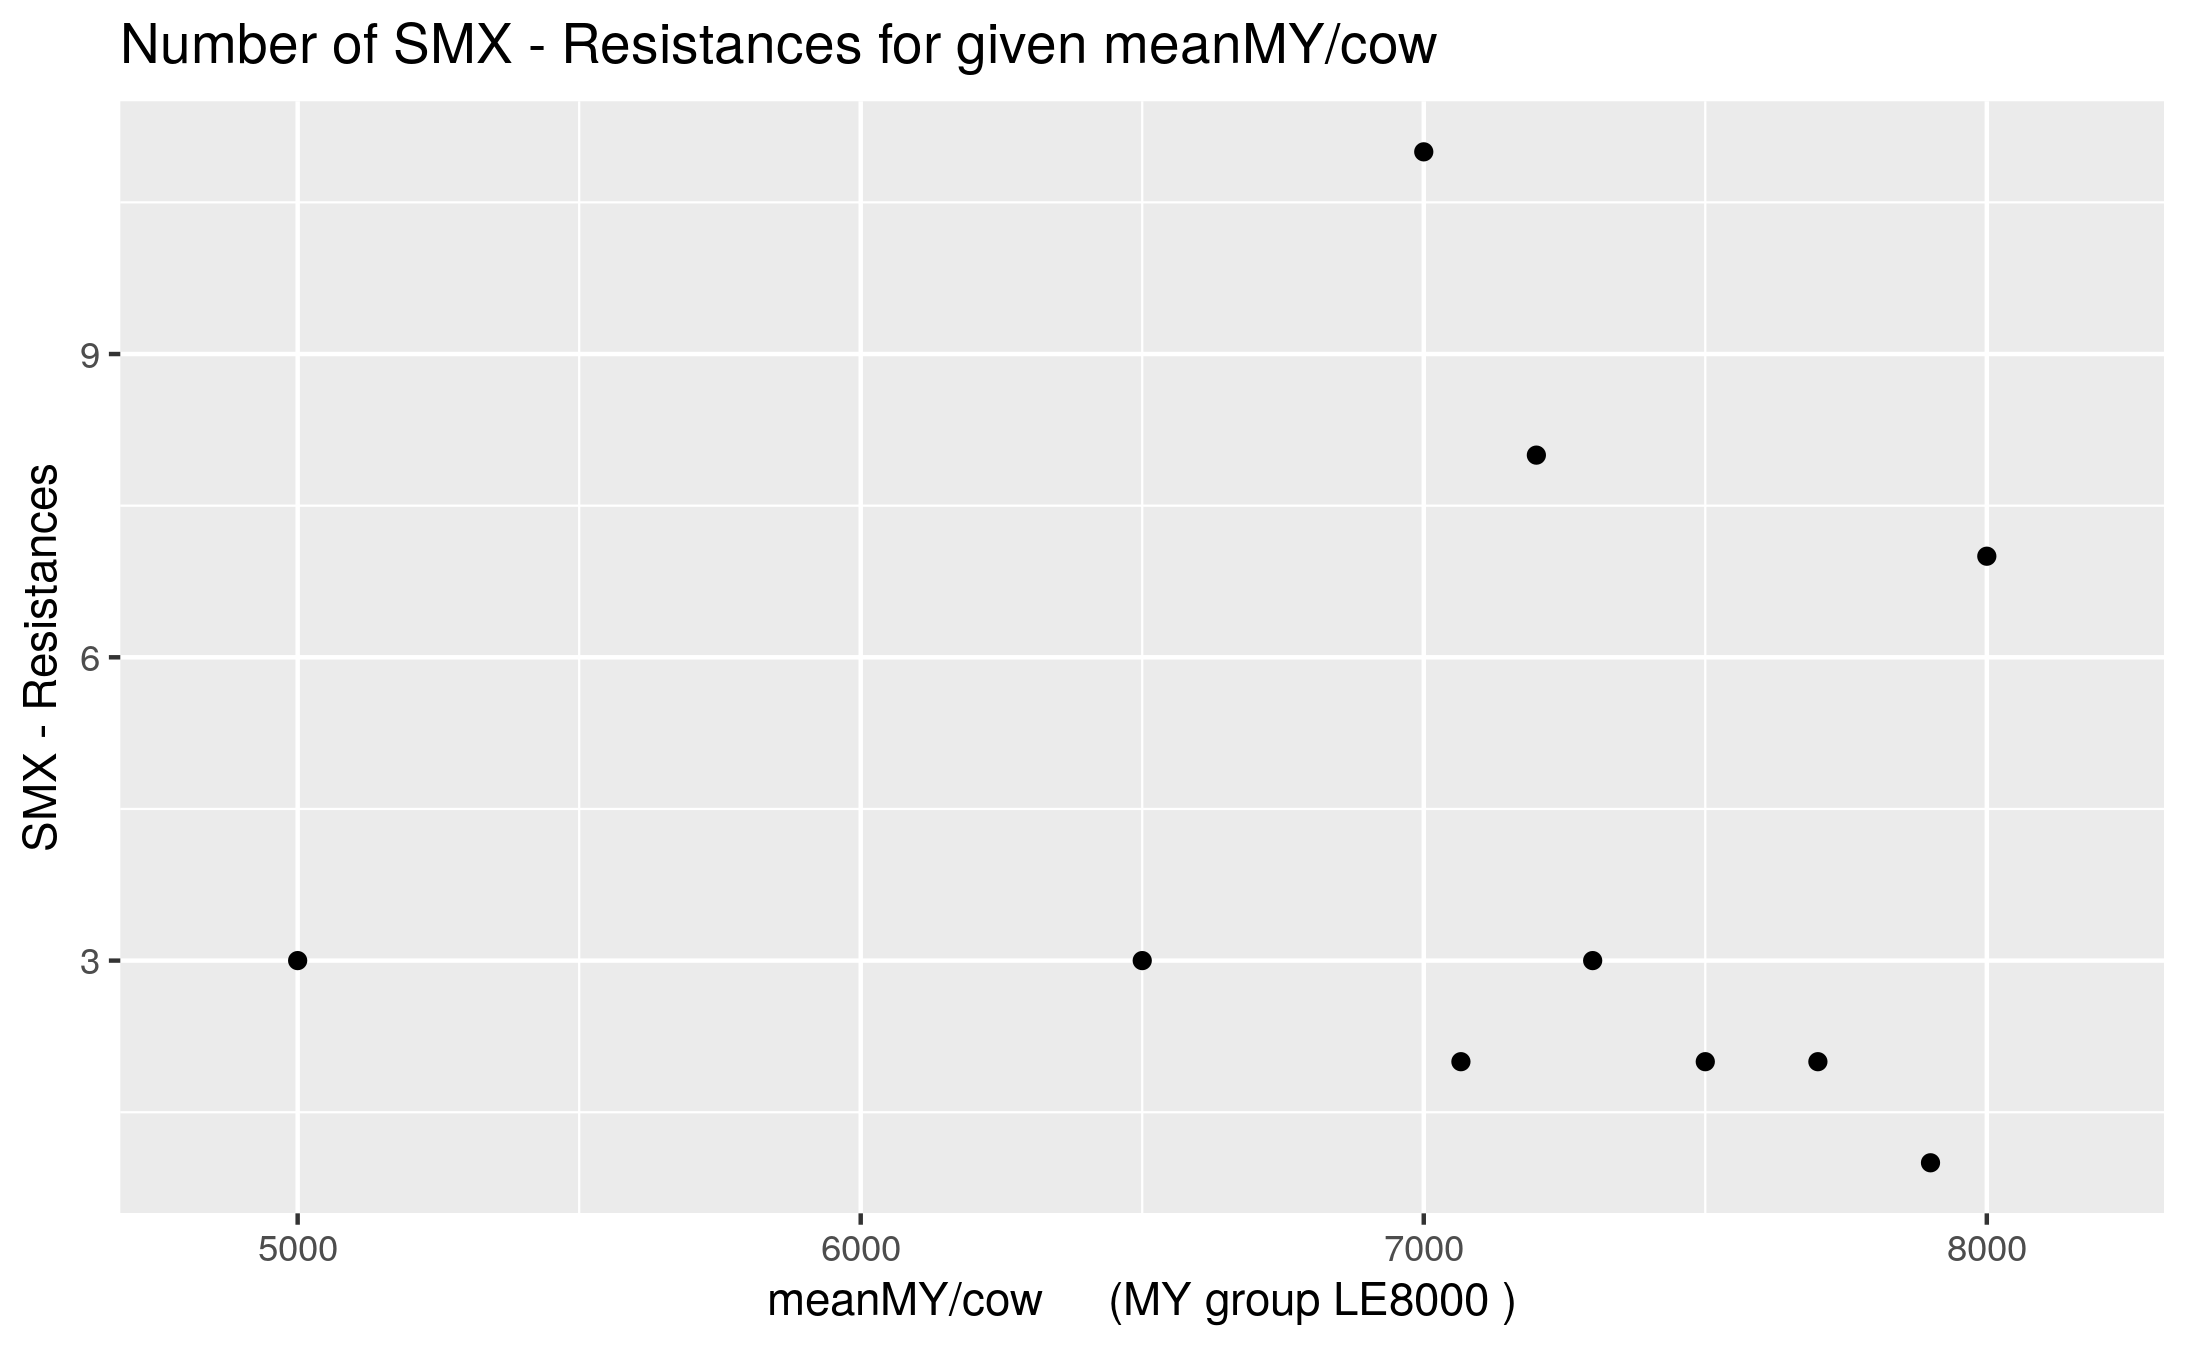 Number of SMX - Resistances for given meanMY/cow
SMX - Resistances
9
6
3
5000 6000 7000 8000
meanMY/cow (MY group LE8000 )